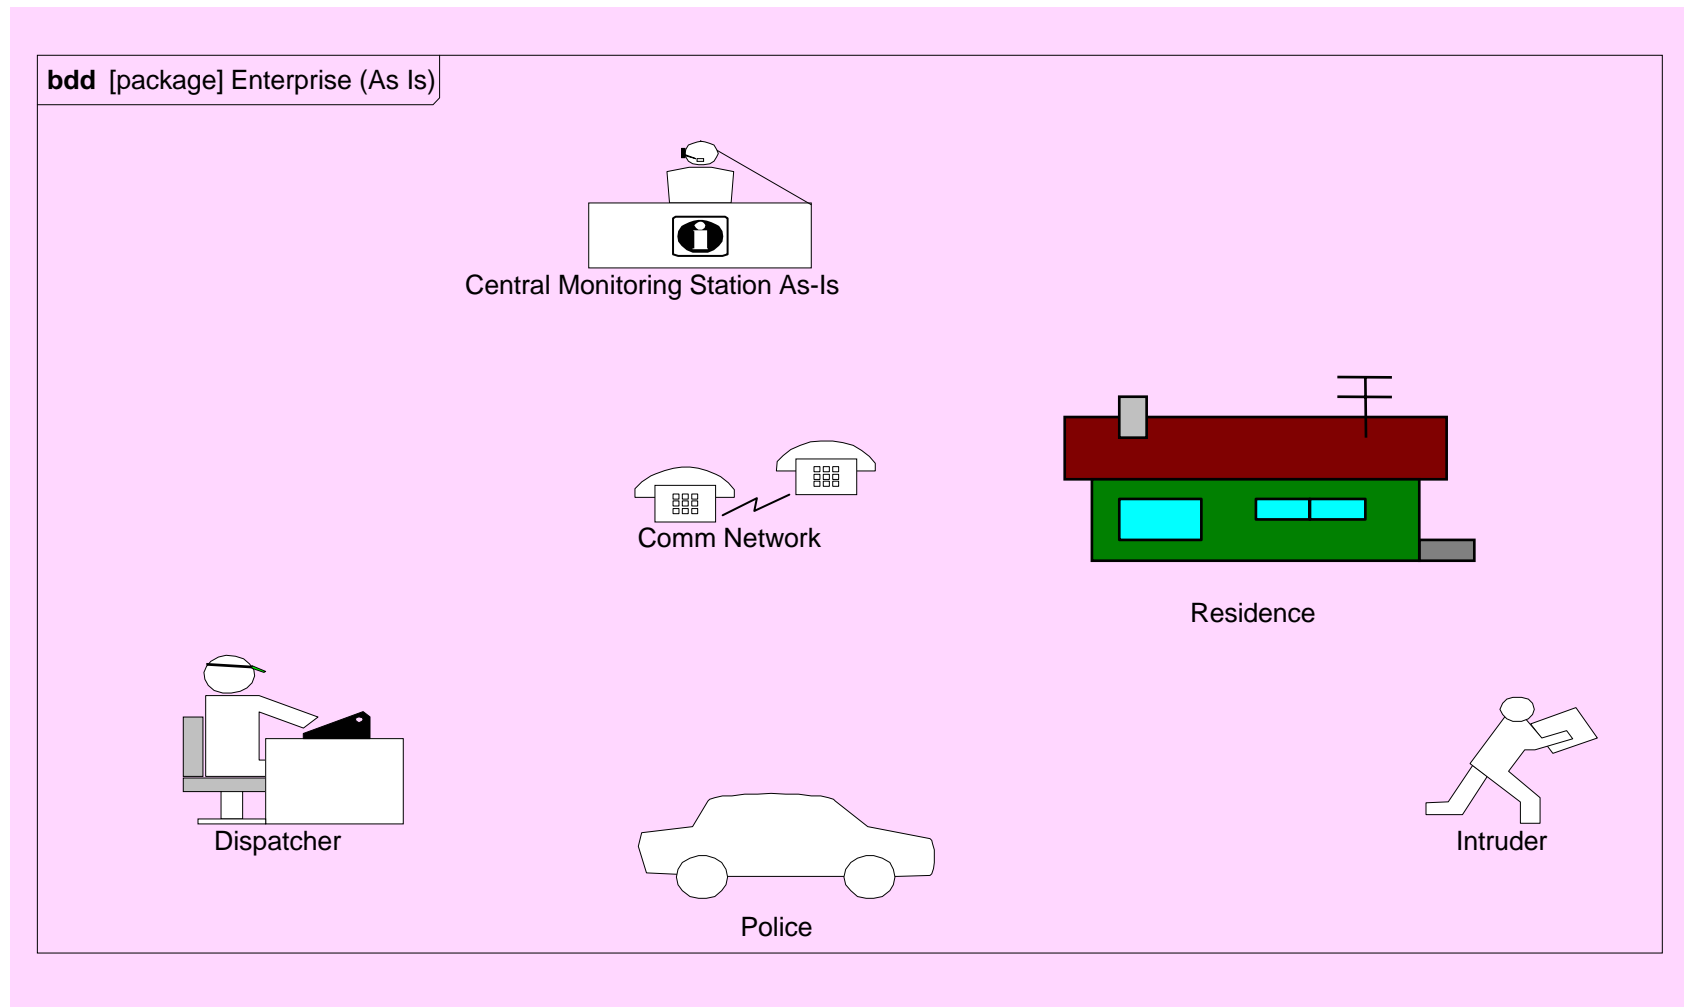 bdd [package] Enterprise (As Is)
Central Monitoring Station As-Is
Comm Network
Residence
Dispatcher
Intruder
Police